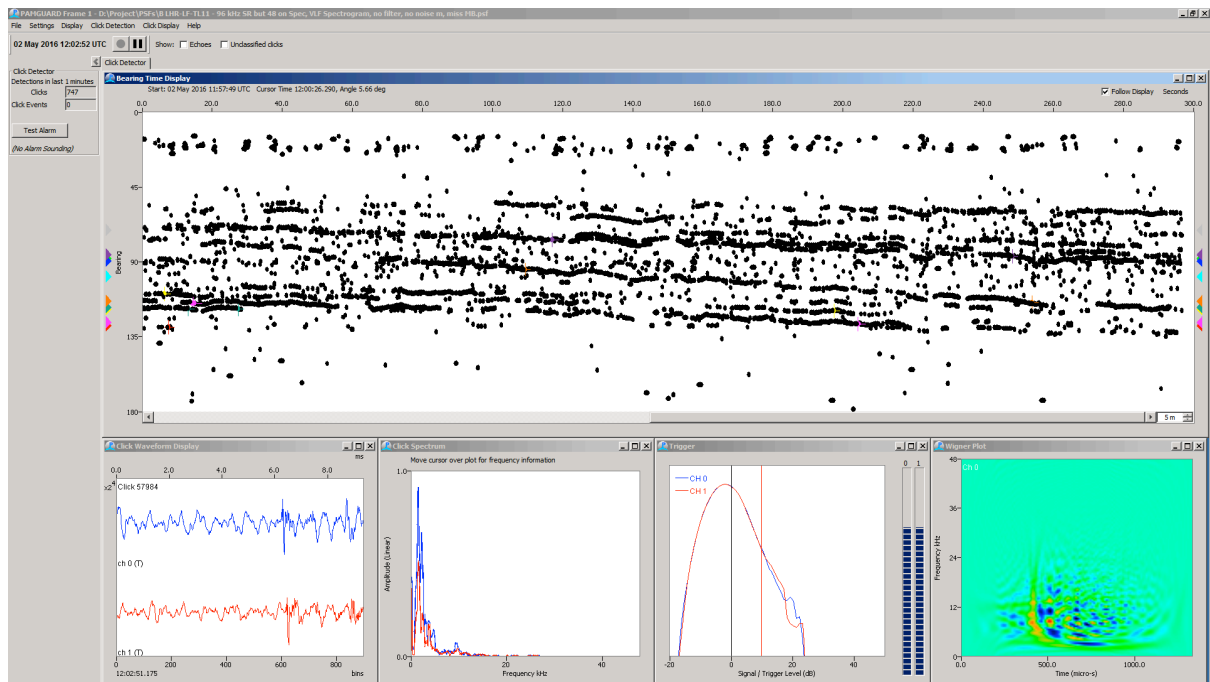 PAMGUARD Frame 1 - D:\Project\PSFs\B LHR-LF-TL11 - 96 kHz SR but 48 on Spec, VLF Spectrogram, no filter, no noise m, miss MB.psf
File Settings Display Click Detection Click Display Help
02 May 2016 12:02:52 UTC Show: Echoes Unclassified clicks
Click Detector
Click Detector
Detections in last 1 minutes
Clicks 747
Click Events 0
Test Alarm
(No Alarm Sounding)
Bearing Time Display
Start: 02 May 2016 11:57:49 UTC Cursor Time 12:00:26.290, Angle 5.66 deg Follow Display Seconds
0.0 20.0 40.0 60.0 80.0 100.0 120.0 140.0 160.0 180.0 200.0 220.0 240.0 260.0 280.0 300.0
0
45
90
135
180
Bearing
5 m
Click Waveform Display
ms
0.0 2.0 4.0 6.0 8.0
x2^4 Click 57984
ch 0 (T)
ch 1 (T)
0 200 400 600 800
12:02:51.175 bins
Click Spectrum
Move cursor over plot for frequency information
1.0
Amplitude (Linear)
0.0
0 20 40
Frequency kHz
Trigger
0 1
CH 0
CH 1
-20 0 20 40
Signal / Trigger Level (dB)
Wigner Plot
Ch 0
48
36
24
12
Frequency kHz
0.0 500.0 1000.0
Time (micro-s)